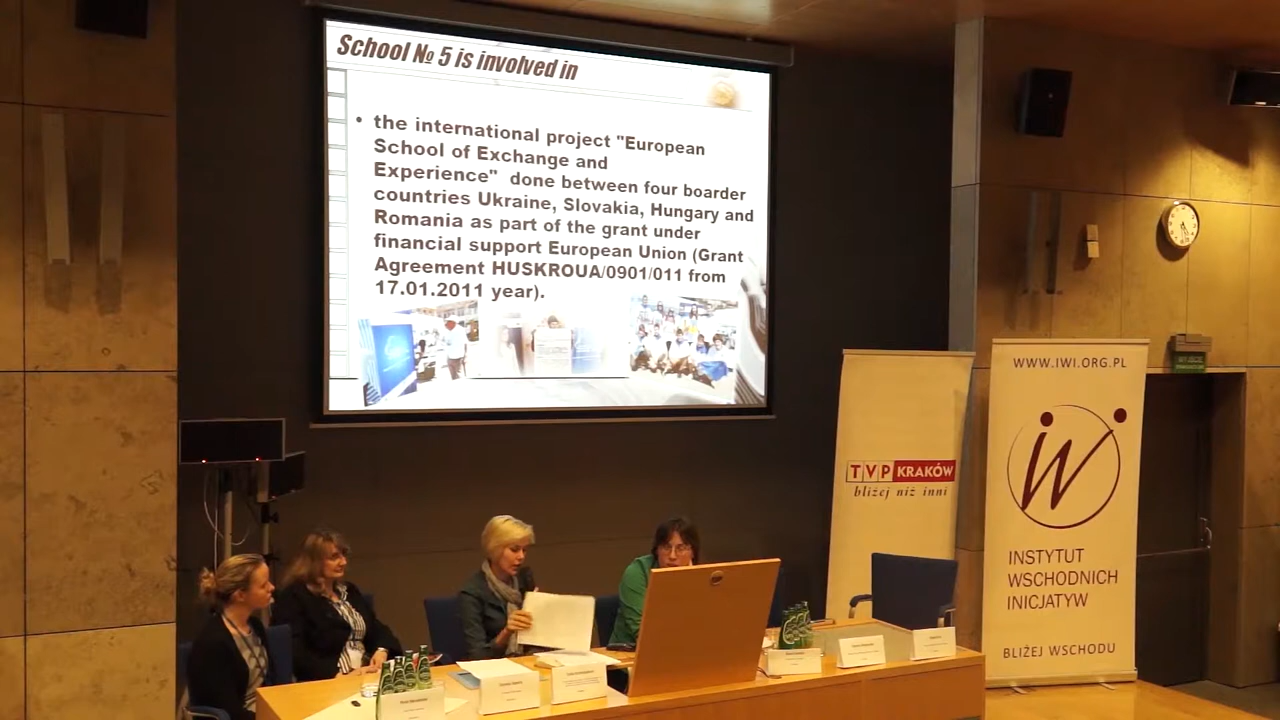 School № 5 is involved in
• the international project "European
School of Exchange and
Experience" done between four boarder
countries Ukraine, Slovakia, Hungary and
Romania as part of the grant under
financial support European Union (Grant
Agreement HUSKROUA/0901/011 from
17.01.2011 year).
TVP KRAKÓW
bliżej niż inni
WWW.IWI.ORG.PL
iwi
INSTYTUT
WSCHODNICH
INICJATYW
BLIŻEJ WSCHODU
WYJŚCIE